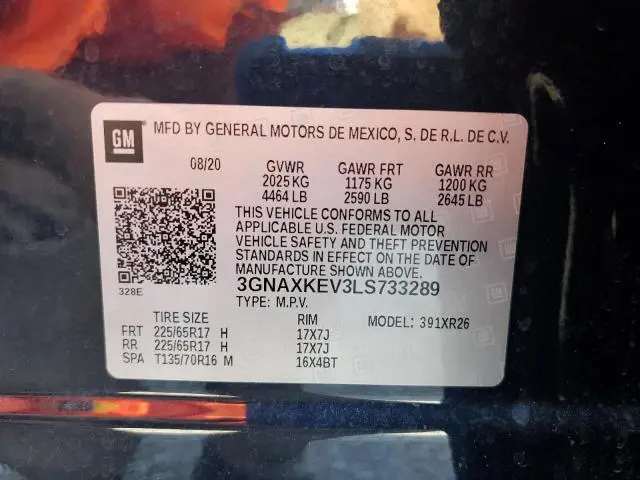 GM
MFD BY GENERAL MOTORS DE MEXICO, S. DE R.L. DE C.V.
08/20 GVWR GAWR FRT GAWR RR
2025 KG 1175 KG 1200 KG
4464 LB 2590 LB 2645 LB
THIS VEHICLE CONFORMS TO ALL
APPLICABLE U.S. FEDERAL MOTOR
VEHICLE SAFETY AND THEFT PREVENTION
STANDARDS IN EFFECT ON THE DATE OF
MANUFACTURE SHOWN ABOVE.
328E 3GNAXKEV3LS733289
TYPE: M.P.V.
TIRE SIZE RIM MODEL: 391XR26
FRT 225/65R17 H 17X7J
RR 225/65R17 H 17X7J
SPA T135/70R16 M 16X4BT